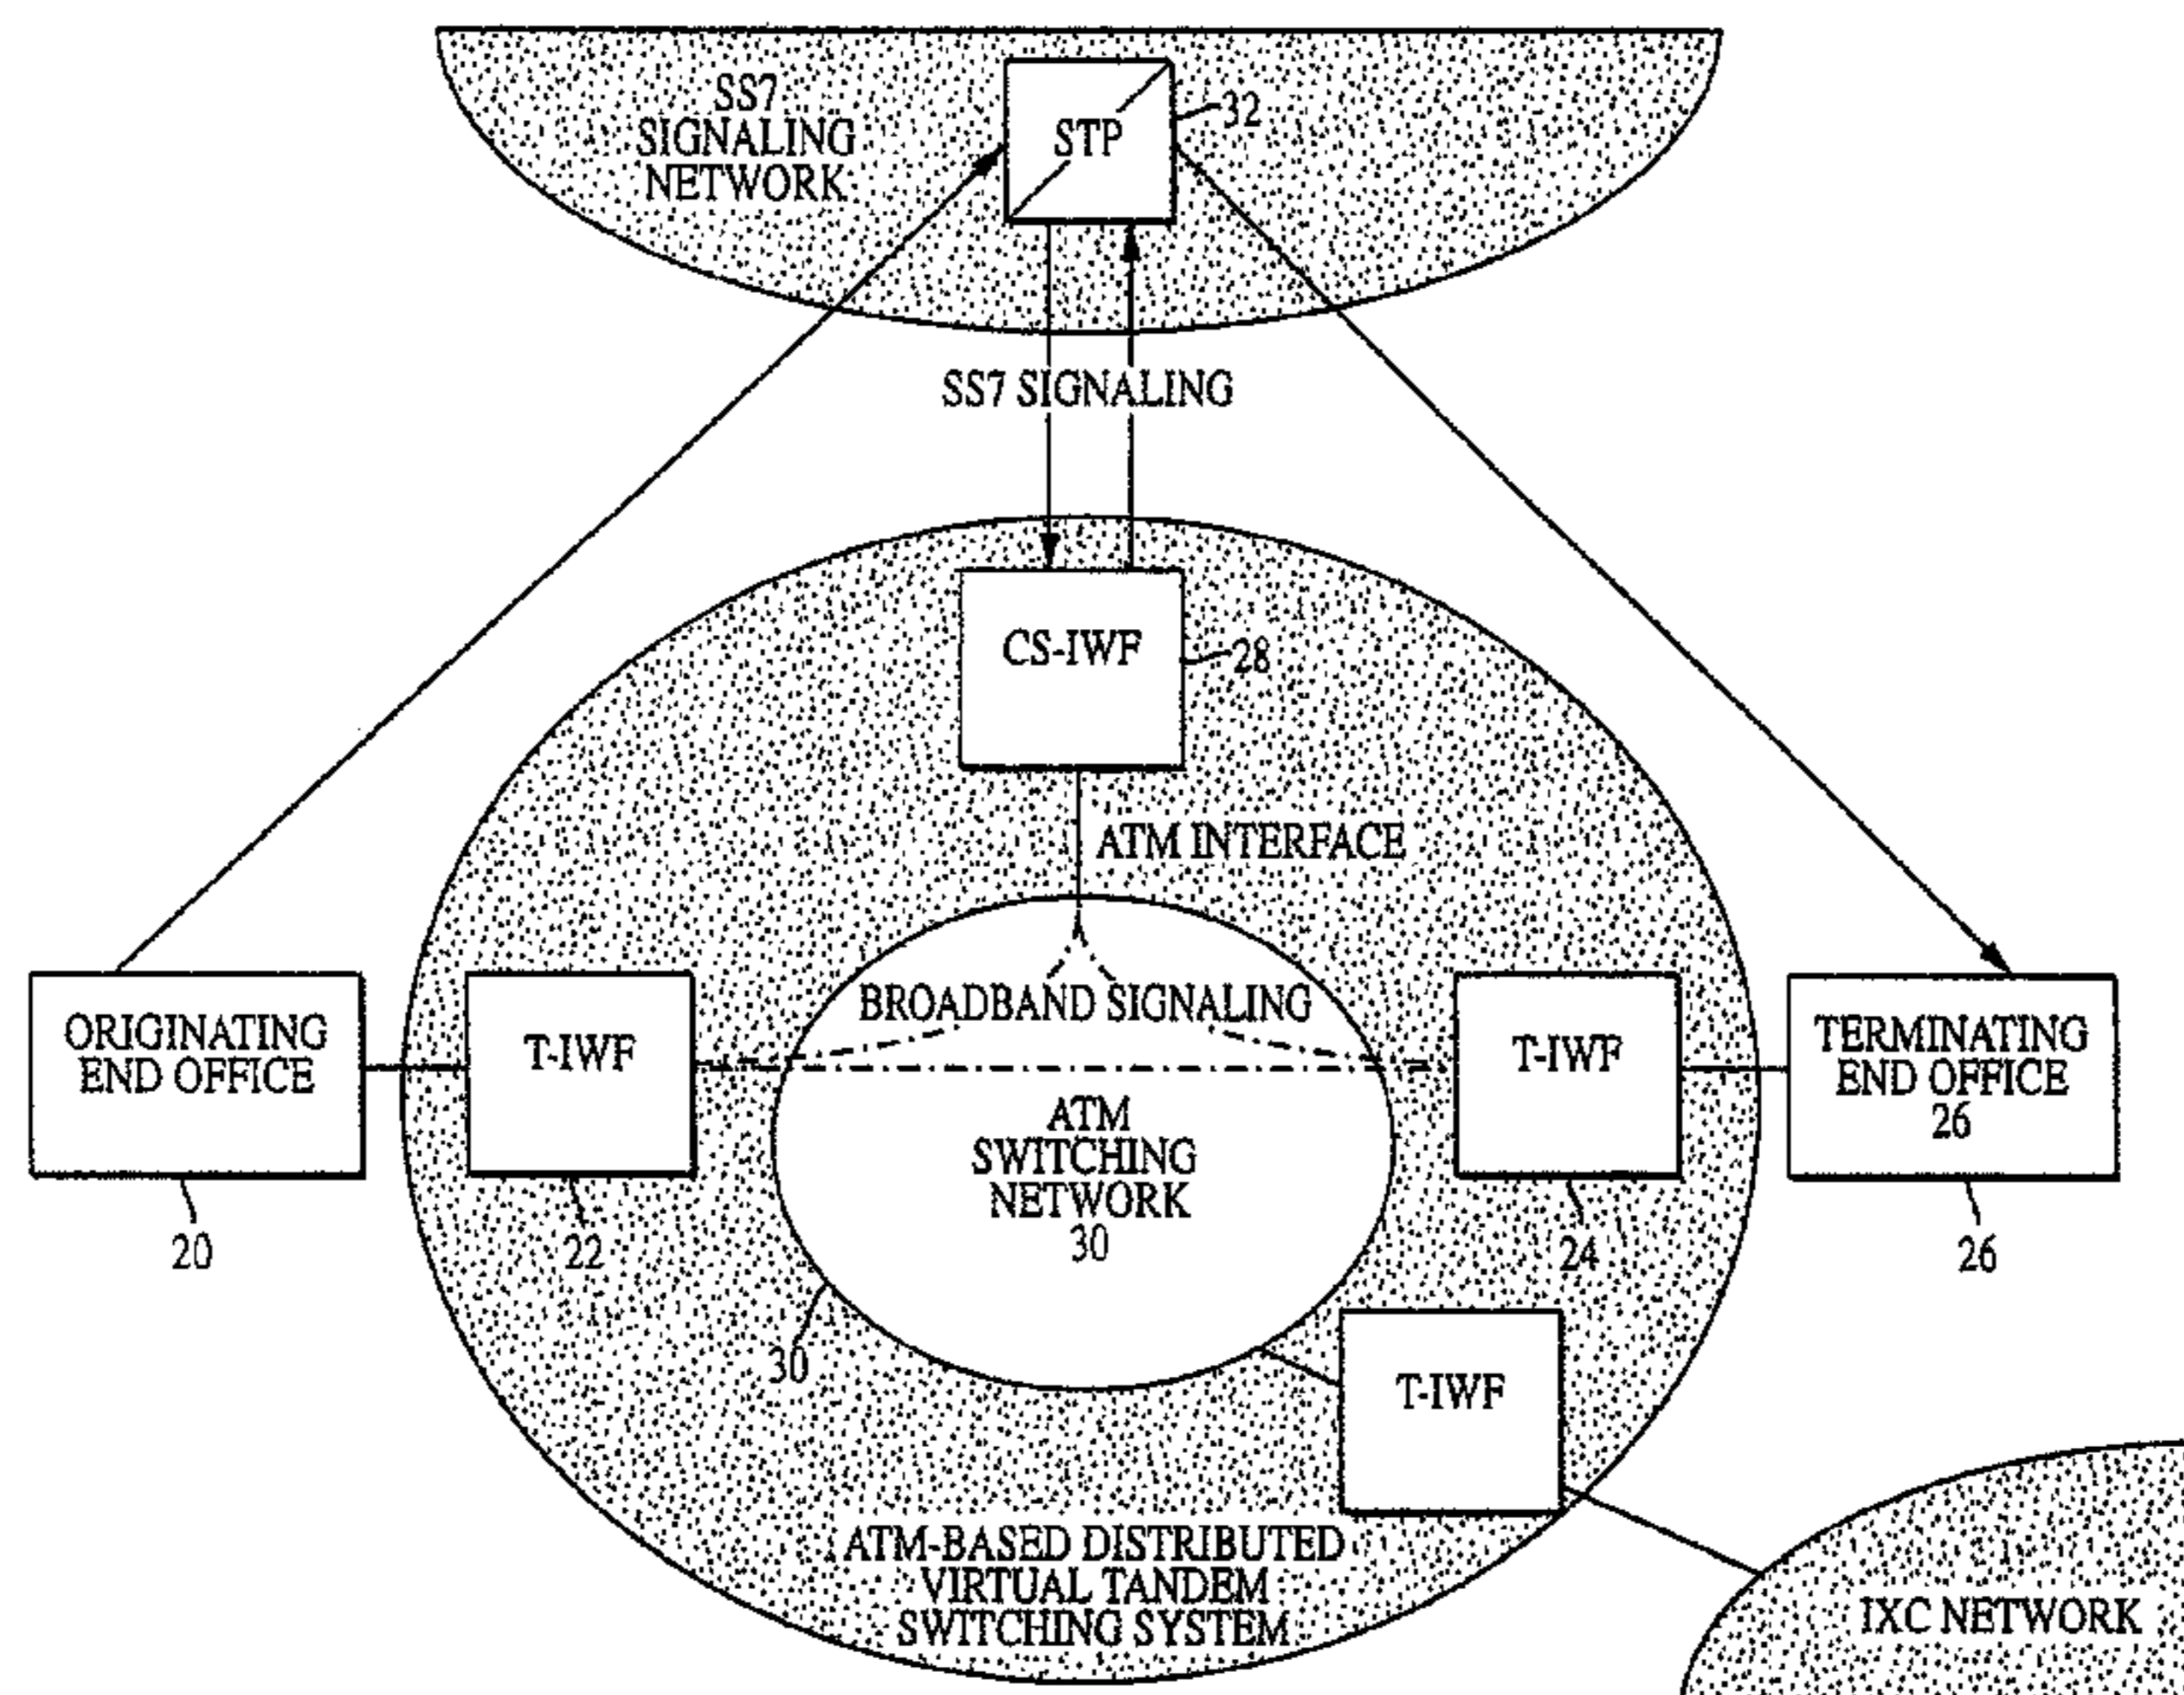 SS7
SIGNALING
NETWORK
STP
32
SS7 SIGNALING
CS-IWF
28
ATM INTERFACE
BROADBAND SIGNALING
ORIGINATING
END OFFICE
20
T-IWF
22
ATM
SWITCHING
NETWORK
30
30
T-IWF
24
TERMINATING
END OFFICE
26
26
T-IWF
ATM-BASED DISTRIBUTED
VIRTUAL TANDEM
SWITCHING SYSTEM
IXC NETWORK